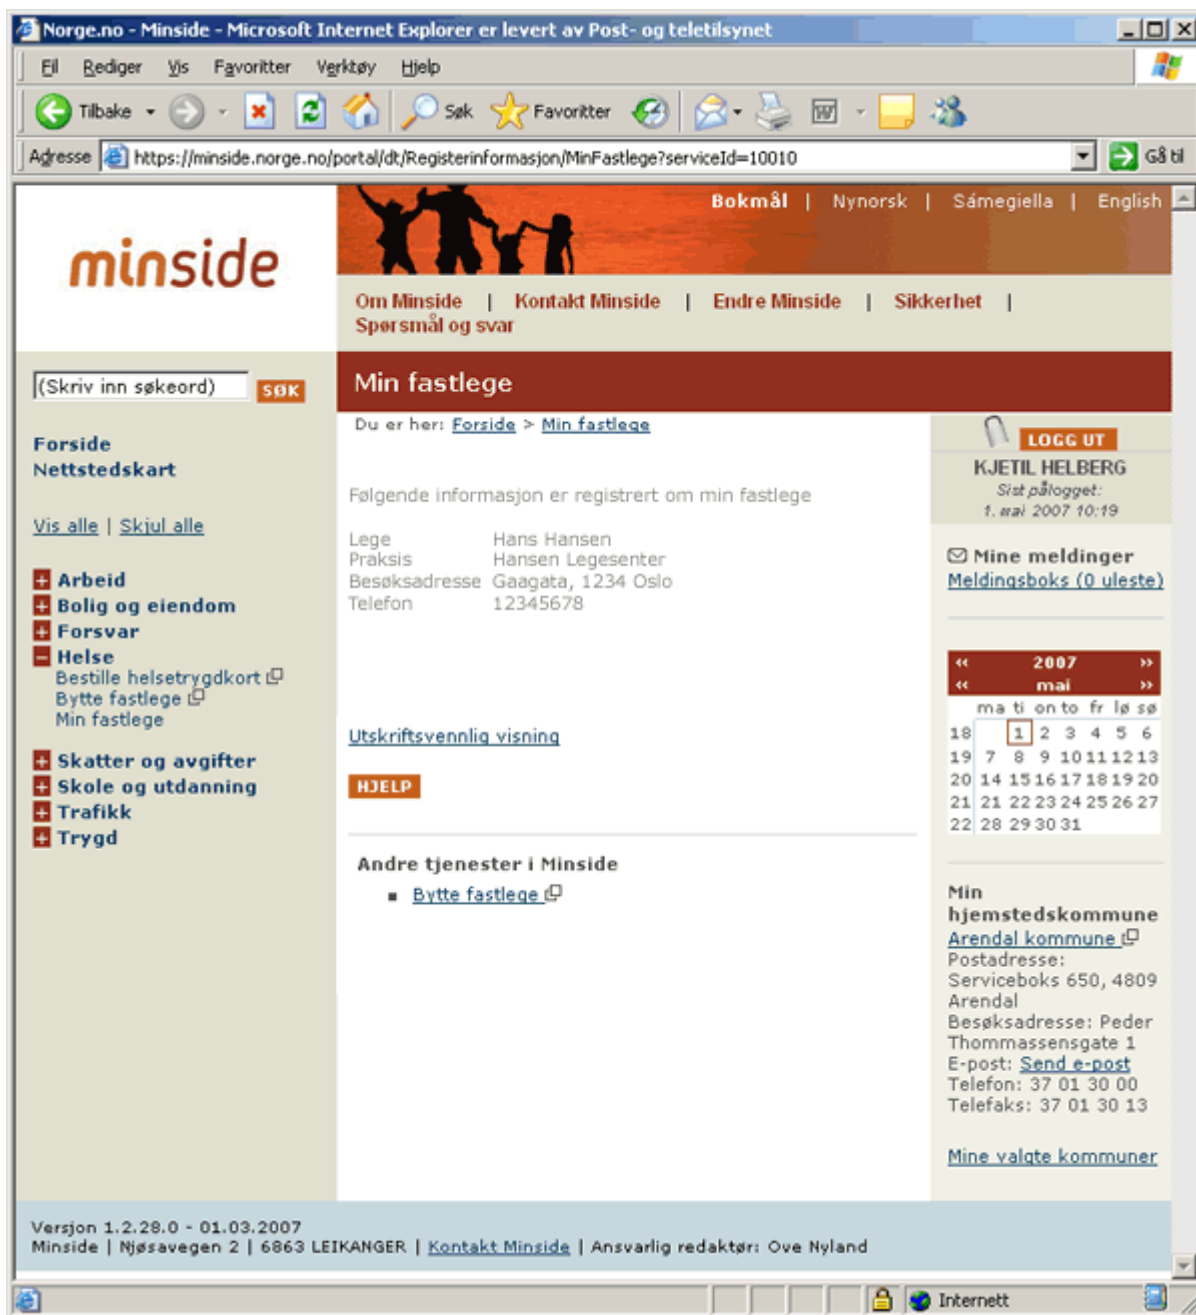 Norge.no - Minside - Microsoft Internet Explorer er levert av Post- og teletilsynet
Fil Rediger Vis Favoritter Verktøy Hjelp
Tilbake Søk Favoritter
Adresse https://minside.norge.no/portal/dt/Registerinformasjon/MinFastlege?serviceId=10010 Gå til
Bokmål | Nynorsk | Sámegiella | English
minside
Om Minside | Kontakt Minside | Endre Minside | Sikkerhet |
Spørsmål og svar
(Skriv inn søkeord) SØK
Forside
Nettstedskart
Vis alle | Skjul alle
Arbeid
Bolig og eiendom
Forsvar
Helse
Bestille helsetrygdkort
Bytte fastlege
Min fastlege
Skatter og avgifter
Skole og utdanning
Trafikk
Trygd
Min fastlege
Du er her: Forside > Min fastlege
Følgende informasjon er registrert om min fastlege
Lege Hans Hansen
Praksis Hansen Legesenter
Besøksadresse Gaagata, 1234 Oslo
Telefon 12345678
Utskriftsvennlig visning
HJELP
Andre tjenester i Minside
Bytte fastlege
LOGG UT
KJETIL HELBERG
Sist pålogget:
1. mai 2007 10:19
Mine meldinger
Meldingsboks (0 uleste)
« 2007 »
« mai »
ma ti on to fr lø sø
18 1 2 3 4 5 6
19 7 8 9 10 11 12 13
20 14 15 16 17 18 19 20
21 21 22 23 24 25 26 27
22 28 29 30 31
Min
hjemstedskommune
Arendal kommune
Postadresse:
Serviceboks 650, 4809
Arendal
Besøksadresse: Peder
Thommassensgate 1
E-post: Send e-post
Telefon: 37 01 30 00
Telefaks: 37 01 30 13
Mine valgte kommuner
Versjon 1.2.28.0 - 01.03.2007
Minside | Njøsavegen 2 | 6863 LEIKANGER | Kontakt Minside | Ansvarlig redaktør: Ove Nyland
Internett